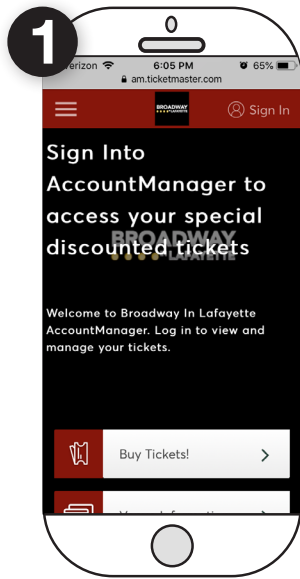 1
Verizon 6:05 PM 65%
am.ticketmaster.com
BROADWAY Sign In
Sign Into
AccountManager to
access your special
BROADWAY
discounted tickets
LAFAYETTE
Welcome to Broadway In Lafayette
AccountManager. Log in to view and
manage your tickets.
Buy Tickets!